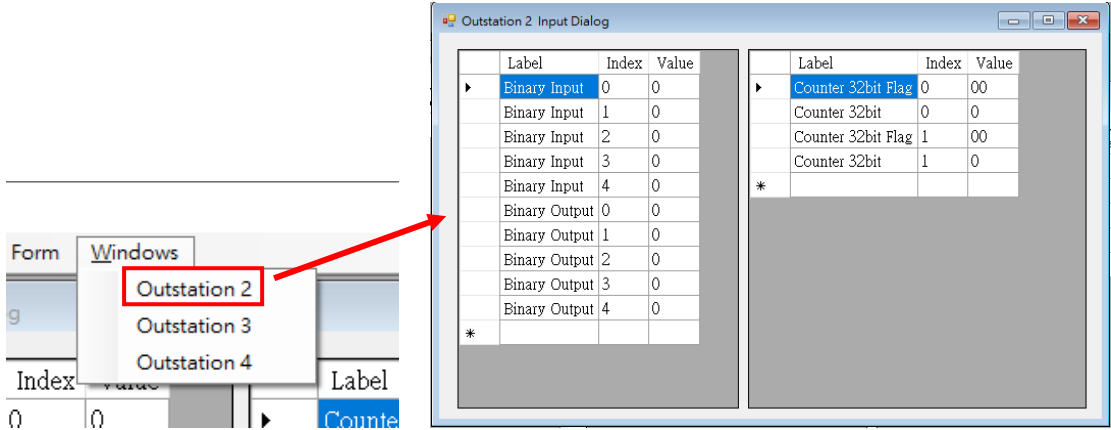 Outstation 2 Input Dialog
Label Index Value
Binary Input 0 0
Binary Input 1 0
Binary Input 2 0
Binary Input 3 0
Binary Input 4 0
Binary Output 0 0
Binary Output 1 0
Binary Output 2 0
Binary Output 3 0
Binary Output 4 0
Label Index Value
Counter 32bit Flag 0 00
Counter 32bit 0 0
Counter 32bit Flag 1 00
Counter 32bit 1 0
Form Windows
Outstation 2
Outstation 3
Outstation 4
Index Value Label
0 0 Counte